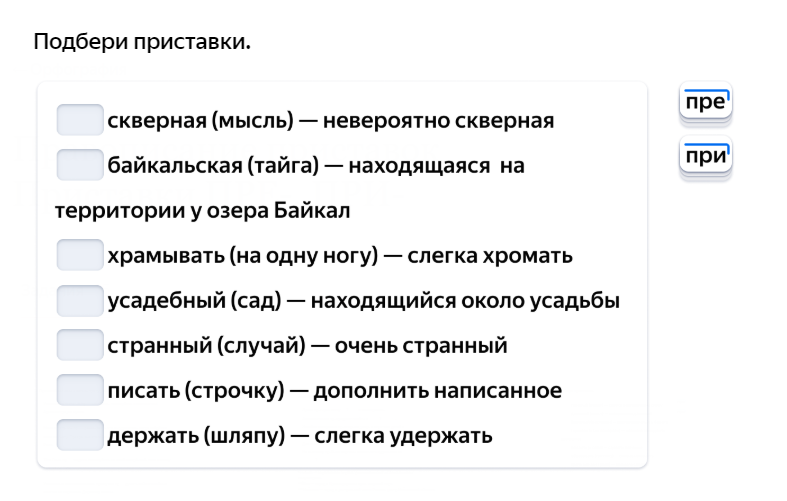 Подбери приставки.
скверная (мысль) — невероятно скверная
байкальская (тайга) — находящаяся на
территории у озера Байкал
храмывать (на одну ногу) — слегка хромать
усадебный (сад) — находящийся около усадьбы
странный (случай) — очень странный
писать (строчку) — дополнить написанное
держать (шляпу) — слегка удержать
пре
при